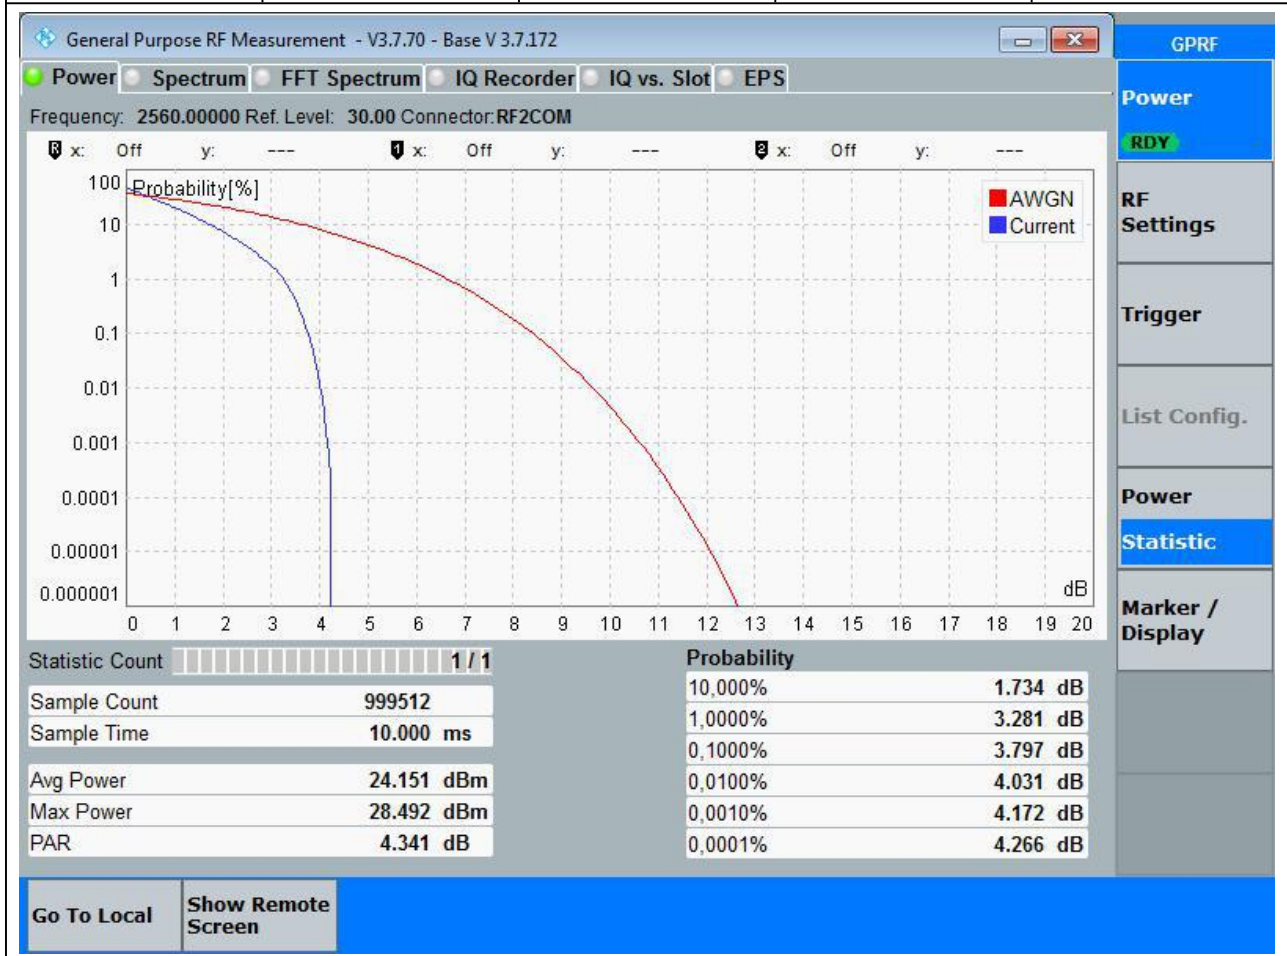 General Purpose RF Measurement - V3.7.70 - Base V 3.7.172
GPRF
Power Spectrum FFT Spectrum IQ Recorder IQ vs. Slot EPS
Frequency: 2560.00000 Ref. Level: 30.00 Connector:RF2COM
R x: Off y: --- 1 x: Off y: --- 2 x: Off y: ---
Probability[%]
AWGN
Current
100
10
1
0.1
0.01
0.001
0.0001
0.00001
0.000001
dB
0 1 2 3 4 5 6 7 8 9 10 11 12 13 14 15 16 17 18 19 20
Statistic Count 1 / 1
Sample Count 999512
Sample Time 10.000 ms
Avg Power 24.151 dBm
Max Power 28.492 dBm
PAR 4.341 dB
Probability
10,000% 1.734 dB
1,0000% 3.281 dB
0,1000% 3.797 dB
0,0100% 4.031 dB
0,0010% 4.172 dB
0,0001% 4.266 dB
Power
RDY
RF
Settings
Trigger
List Config.
Power
Statistic
Marker /
Display
Go To Local
Show Remote
Screen